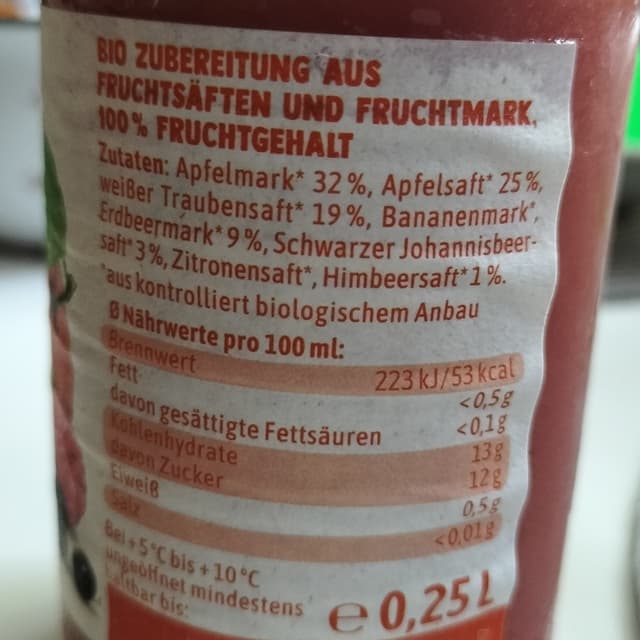 BIO ZUBEREITUNG AUS
FRUCHTSÄFTEN UND FRUCHTMARK,
100% FRUCHTGEHALT
Zutaten: Apfelmark* 32%, Apfelsaft* 25%,
weißer Traubensaft* 19%, Bananenmark*,
Erdbeermark* 9%, Schwarzer Johannisbeer-
saft* 3%, Zitronensaft*, Himbeersaft* 1%.
*aus kontrolliert biologischem Anbau
Ø Nährwerte pro 100 ml:
Brennwert 223 kJ/53 kcal
Fett <0,5g
davon gesättigte Fettsäuren <0,1g
Kohlenhydrate 13g
davon Zucker 12g
Eiweiß 0,5g
Salz <0,01g
Bei +5°C bis +10°C
ungeöffnet mindestens
haltbar bis:
e 0,25 L